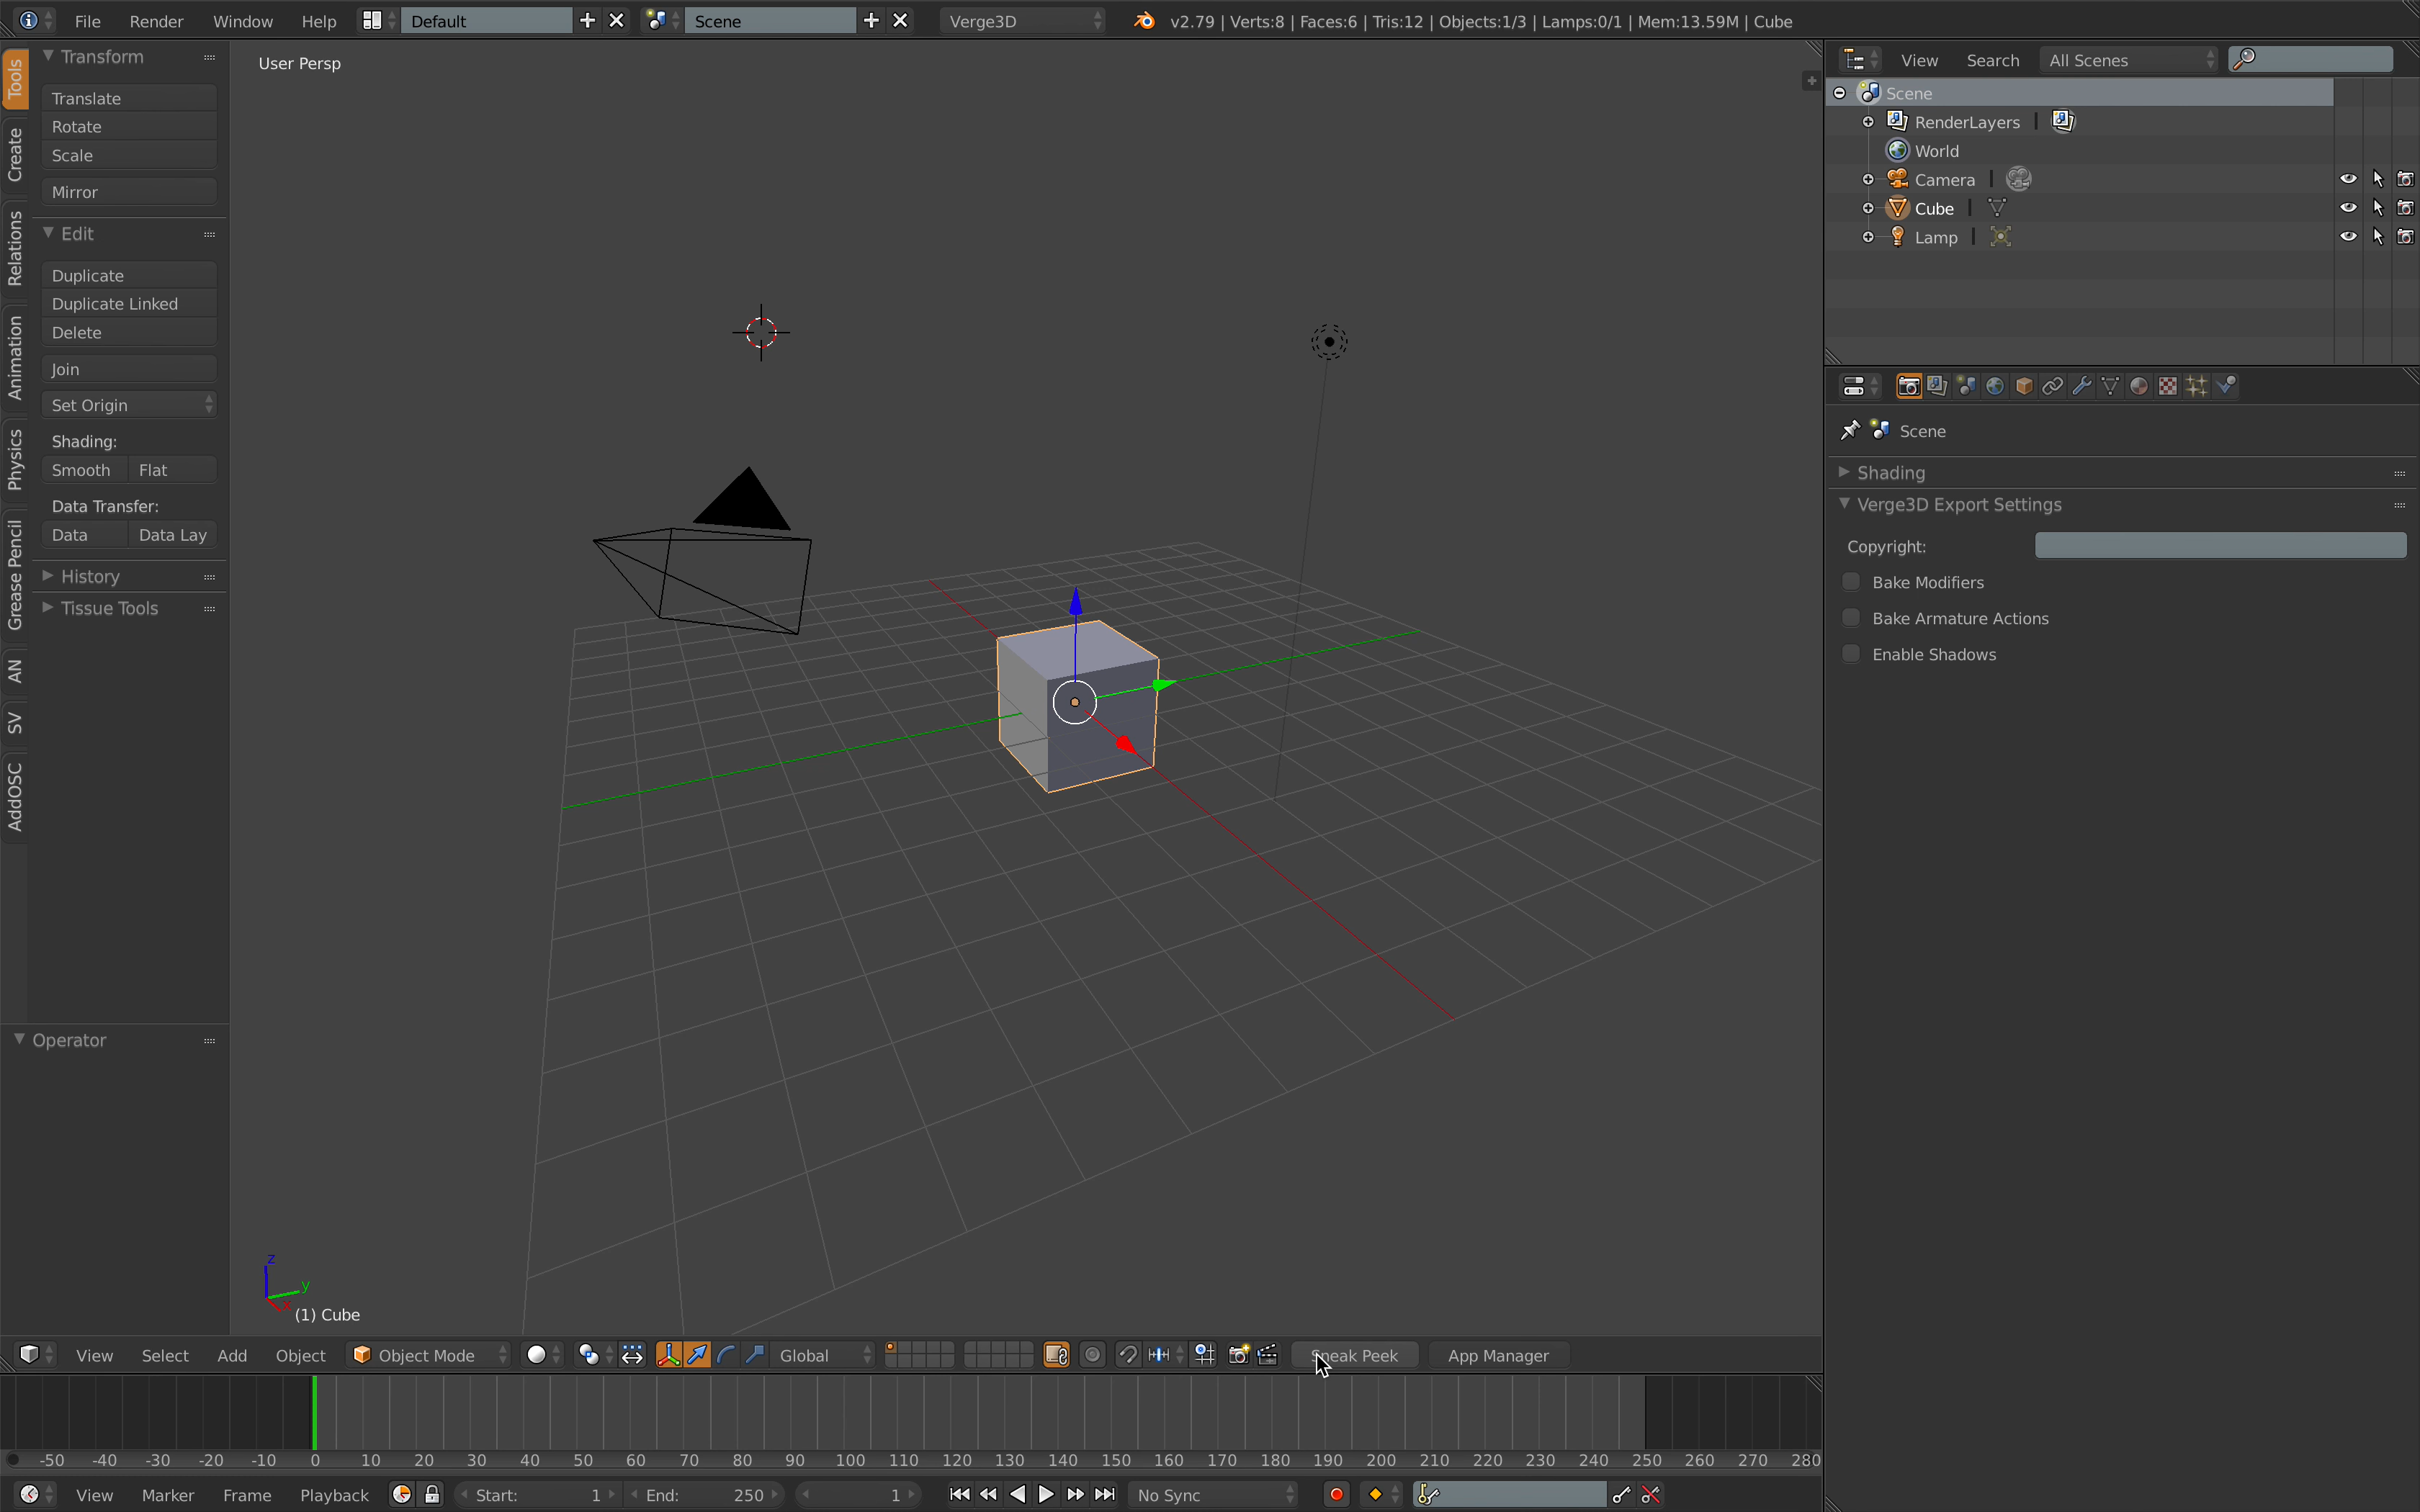 File Render Window Help Default Scene Verge3D v2.79 | Verts:8 | Faces:6 | Tris:12 | Objects:1/3 | Lamps:0/1 | Mem:13.59M | Cube
Tools
Create
Relations
Animation
Physics
Grease Pencil
AN
SV
AddOSC
Transform
Translate
Rotate
Scale
Mirror
Edit
Duplicate
Duplicate Linked
Delete
Join
Set Origin
Shading:
Smooth Flat
Data Transfer:
Data Data Lay
History
Tissue Tools
Operator
User Persp
z
y
x
(1) Cube
View Search All Scenes
Scene
RenderLayers
World
Camera
Cube
Lamp
Scene
Shading
Verge3D Export Settings
Copyright:
Bake Modifiers
Bake Armature Actions
Enable Shadows
View Select Add Object Object Mode Global Sneak Peek App Manager
-50 -40 -30 -20 -10 0 10 20 30 40 50 60 70 80 90 100 110 120 130 140 150 160 170 180 190 200 210 220 230 240 250 260 270 280
View Marker Frame Playback Start: 1 End: 250 1 No Sync